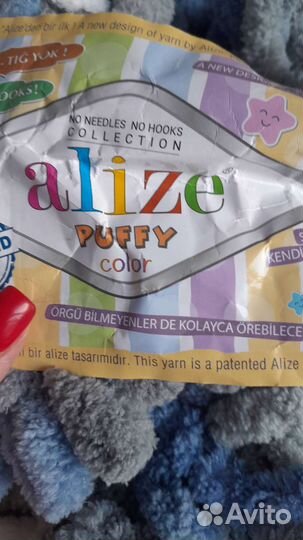 "Alize'den bir ilk! A new design of yarn by Alize
TIĞ YOK!
OOKS!
A NEW DESI
NO NEEDLES NO HOOKS
COLLECTION
alize
PUFFY
color
KENDİ
ÖRGÜ BİLMEYENLER DE KOLAYCA ÖREBİLECE
bir alize tasarımıdır. This yarn is a patented Alize
Avito